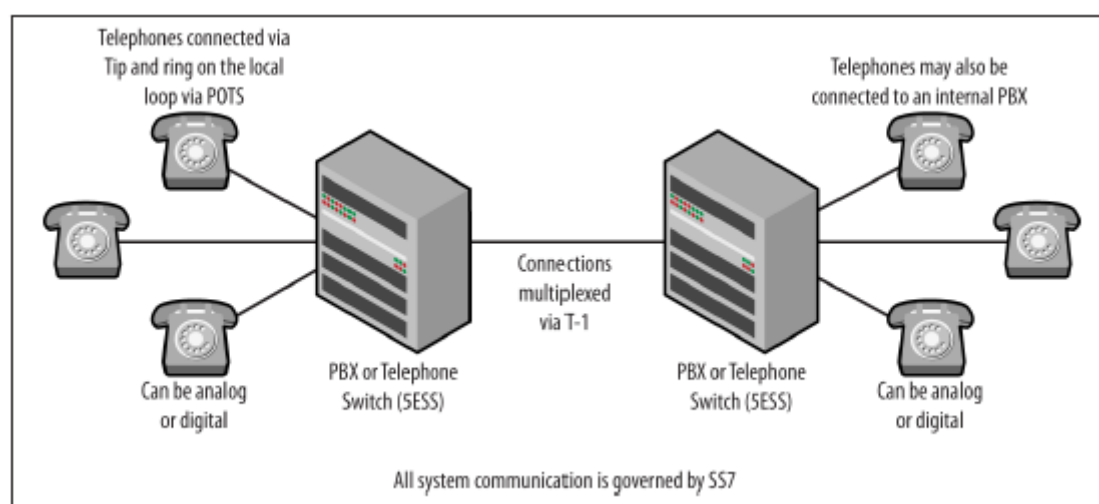 Telephones connected via
Tip and ring on the local
loop via POTS
Telephones may also be
connected to an internal PBX
Connections
multiplexed
via T-1
Can be analog
or digital
PBX or Telephone
Switch (5ESS)
PBX or Telephone
Switch (5ESS)
Can be analog
or digital
All system communication is governed by SS7